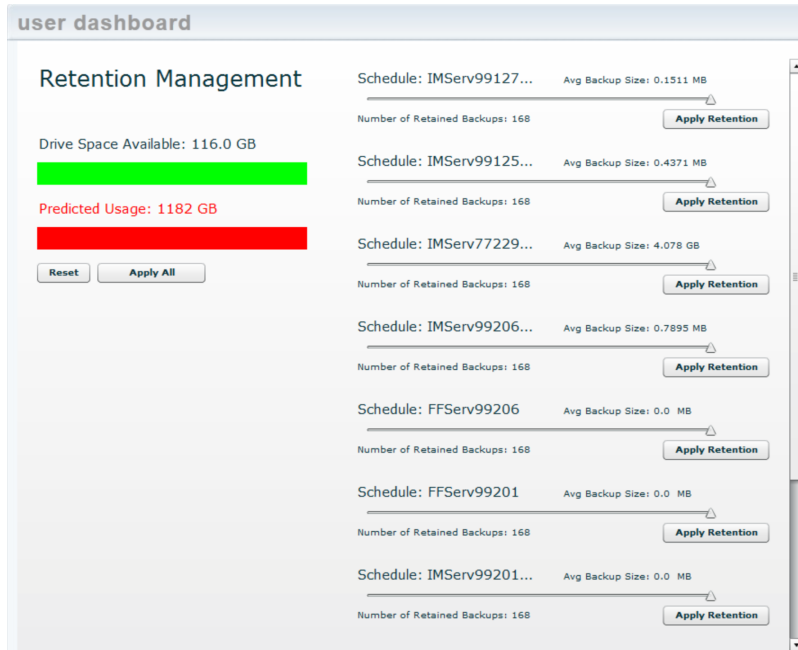 user dashboard
Retention Management
Drive Space Available: 116.0 GB
Predicted Usage: 1182 GB
Reset
Apply All
Schedule: IMServ99127...
Avg Backup Size: 0.1511 MB
Number of Retained Backups: 168
Apply Retention
Schedule: IMServ99125...
Avg Backup Size: 0.4371 MB
Number of Retained Backups: 168
Apply Retention
Schedule: IMServ77229...
Avg Backup Size: 4.078 GB
Number of Retained Backups: 168
Apply Retention
Schedule: IMServ99206...
Avg Backup Size: 0.7895 MB
Number of Retained Backups: 168
Apply Retention
Schedule: FFServ99206
Avg Backup Size: 0.0 MB
Number of Retained Backups: 168
Apply Retention
Schedule: FFServ99201
Avg Backup Size: 0.0 MB
Number of Retained Backups: 168
Apply Retention
Schedule: IMServ99201...
Avg Backup Size: 0.0 MB
Number of Retained Backups: 168
Apply Retention